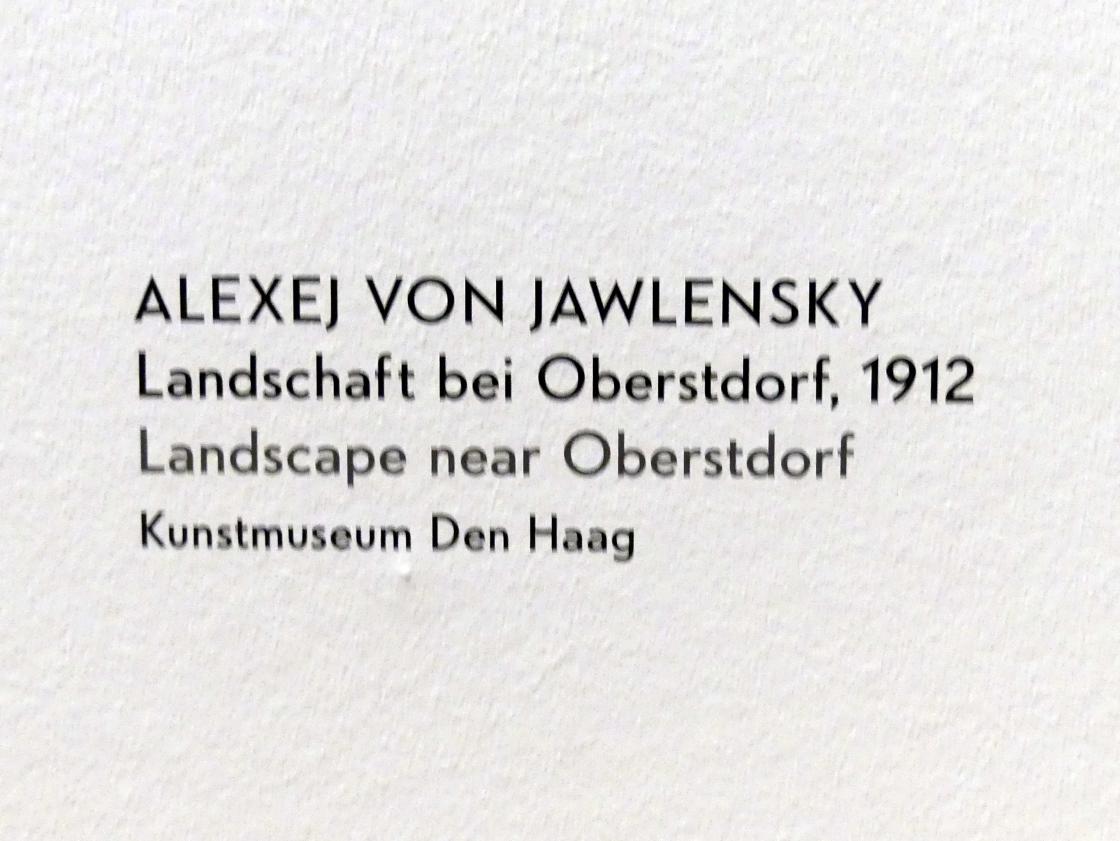 ALEXEJ VON JAWLENSKY
Landschaft bei Oberstdorf, 1912
Landscape near Oberstdorf
Kunstmuseum Den Haag